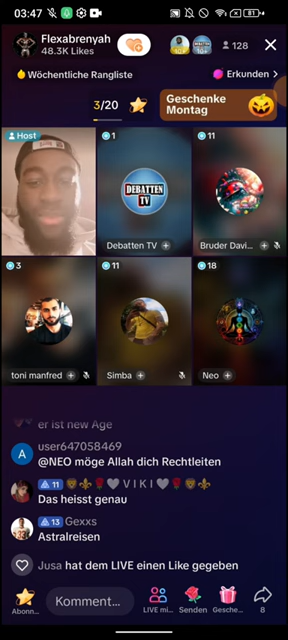 03:47
81
Flexabrenyah
48.3K Likes
128
Wöchentliche Rangliste
Erkunden >
3/20
Geschenke
Montag
Host
1
11
DEBATTEN
TV
Debatten TV
Bruder Davi...
3
11
18
toni manfred
Simba
Neo
er ist new Age
A
user647058469
@NEO möge Allah dich Rechtleiten
11
V I K I
Das heisst genau
13 Gexxs
Astralreisen
Jusa hat dem LIVE einen Like gegeben
Kommentar...
Abonn...
LIVE mi...
Senden
Gesche...
8